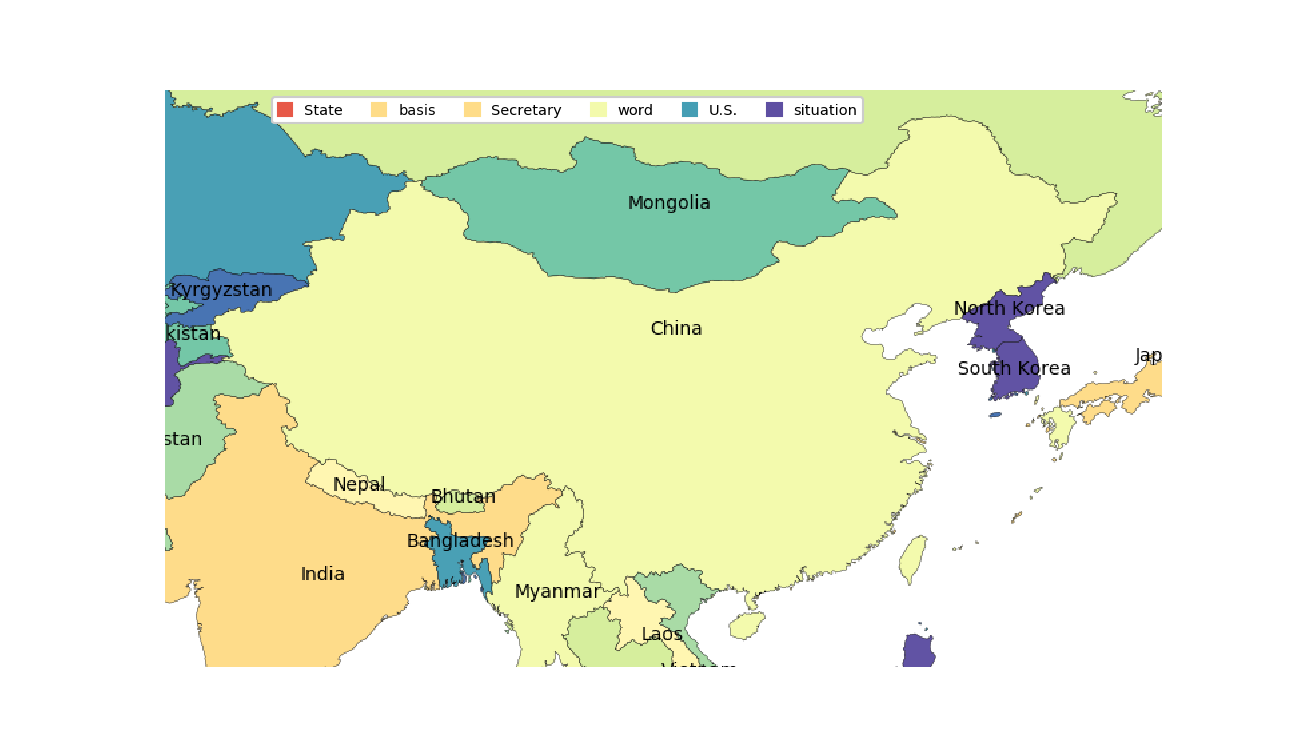 State basis Secretary word U.S. situation
Mongolia
Kyrgyzstan
North Korea
China
kistan
Jap
South Korea
stan
Nepal
Bhutan
Bangladesh
India
Myanmar
Laos
Vietnam